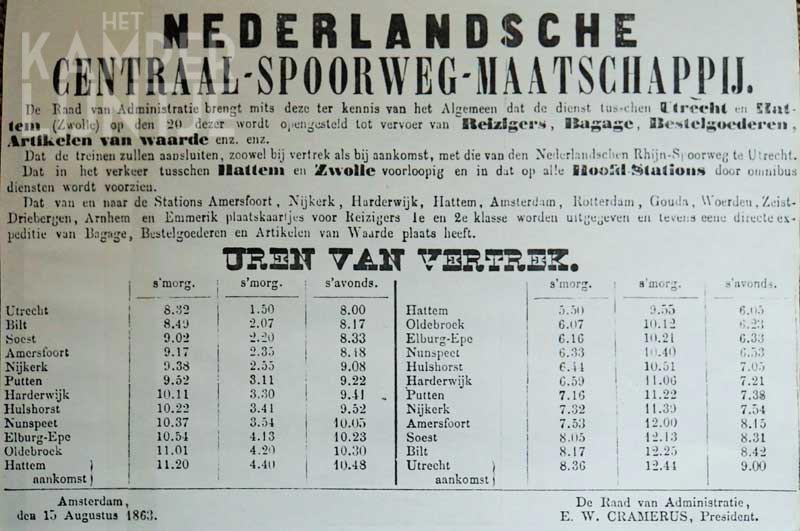 HET
KAMPER
NEDERLANDSCHE
CENTRAAL-SPOORWEG-MAATSCHAPPIJ.
De Raad van Administratie brengt mits deze ter kennis van het Algemeen dat de dienst tusschen Utrecht en Hat-
tem (Zwolle) op den 20 dezer wordt opengesteld tot vervoer van Reizigers, Bagage, Bestelgoederen,
Artikelen van waarde enz. enz.
Dat de treinen zullen aansluiten, zoowel bij vertrek als bij aankomst, met die van den Nederlandschen Rhijn-Spoorweg te Utrecht.
Dat in het verkeer tusschen Hattem en Zwolle voorloopig en in dat op alle Hoofd-Stations door omnibus
diensten wordt voorzien.
Dat van en naar de Stations Amersfoort, Nijkerk, Harderwijk, Hattem, Amsterdam, Rotterdam, Gouda, Woerden, Zeist-
Driebergen, Arnhem en Emmerik plaatskaartjes voor Reizigers 1e en 2e klasse worden uitgegeven en tevens eene directe ex-
peditie van Bagage, Bestelgoederen en Artikelen van Waarde plaats heeft.
UREN VAN VERTREK.
s'morg. s'morg. s'avonds. s'morg. s'morg. s'avonds.
Utrecht 8.32 1.50 8.00 Hattem 5.50 9.55 6.05
Bilt 8.49 2.07 8.17 Oldebroek 6.07 10.12 6.23
Soest 9.02 2.20 8.33 Elburg-Epe 6.16 10.21 6.33
Amersfoort 9.17 2.35 8.48 Nunspeet 6.33 10.40 6.53
Nijkerk 9.38 2.55 9.08 Hulshorst 6.44 10.51 7.05
Putten 9.52 3.11 9.22 Harderwijk 6.59 11.06 7.21
Harderwijk 10.11 3.30 9.41 Putten 7.16 11.22 7.38
Hulshorst 10.22 3.41 9.52 Nijkerk 7.32 11.39 7.54
Nunspeet 10.37 3.54 10.05 Amersfoort 7.53 12.00 8.15
Elburg-Epe 10.54 4.13 10.23 Soest 8.05 12.13 8.31
Oldebroek 11.01 4.20 10.30 Bilt 8.17 12.25 8.42
Hattem } 11.20 4.40 10.48 Utrecht } 8.36 12.44 9.00
aankomst } aankomst }
Amsterdam, De Raad van Administratie,
den 15 Augustus 1863. E. W. CRAMERUS, President.